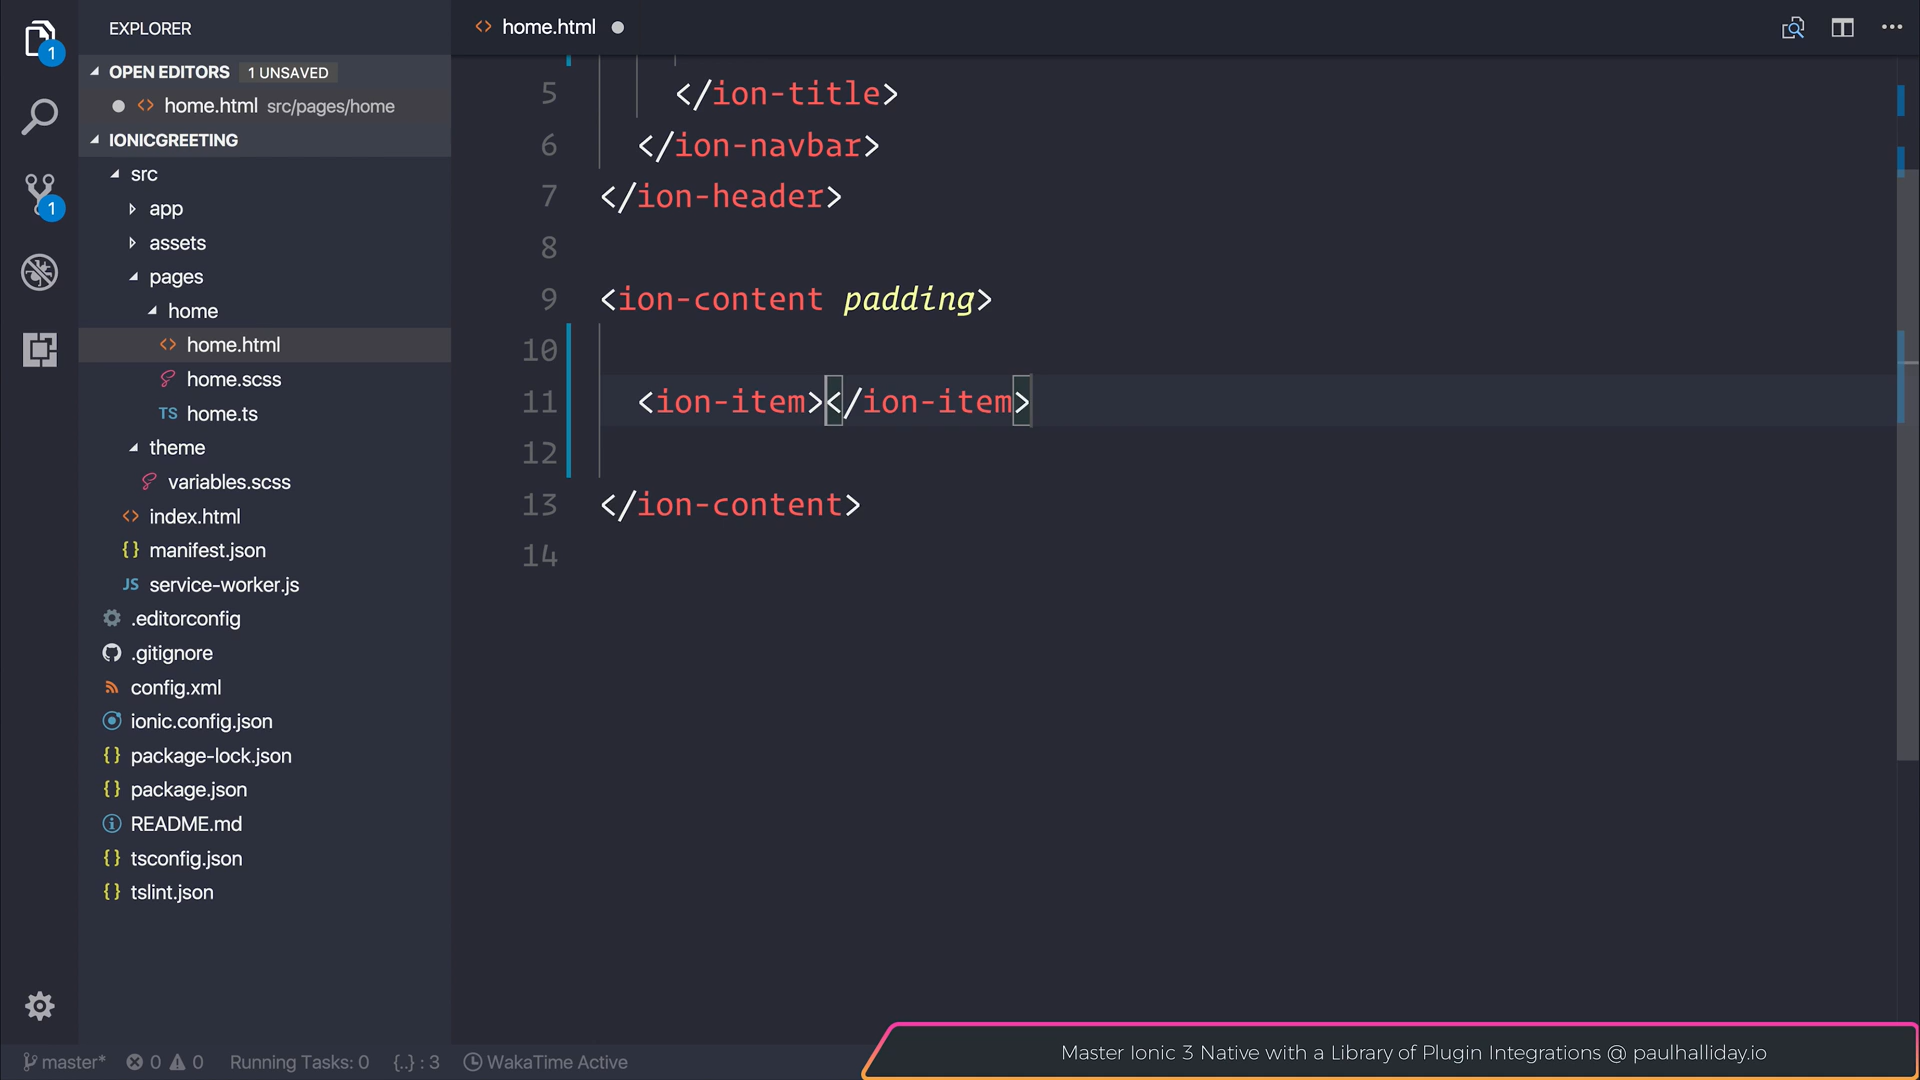 1
1
EXPLORER
OPEN EDITORS 1 UNSAVED
<> home.html src/pages/home
IONICGREETING
src
app
assets
pages
home
<> home.html
home.scss
TS home.ts
theme
variables.scss
<> index.html
{} manifest.json
JS service-worker.js
.editorconfig
.gitignore
config.xml
ionic.config.json
{} package-lock.json
{} package.json
README.md
{} tsconfig.json
{} tslint.json
<> home.html
5 </ion-title>
6 </ion-navbar>
7 </ion-header>
8
9 <ion-content padding>
10
11 <ion-item></ion-item>
12
13 </ion-content>
14
master* 0 0 Running Tasks: 0 {..} : 3 WakaTime Active
Master Ionic 3 Native with a Library of Plugin Integrations @ paulhalliday.io